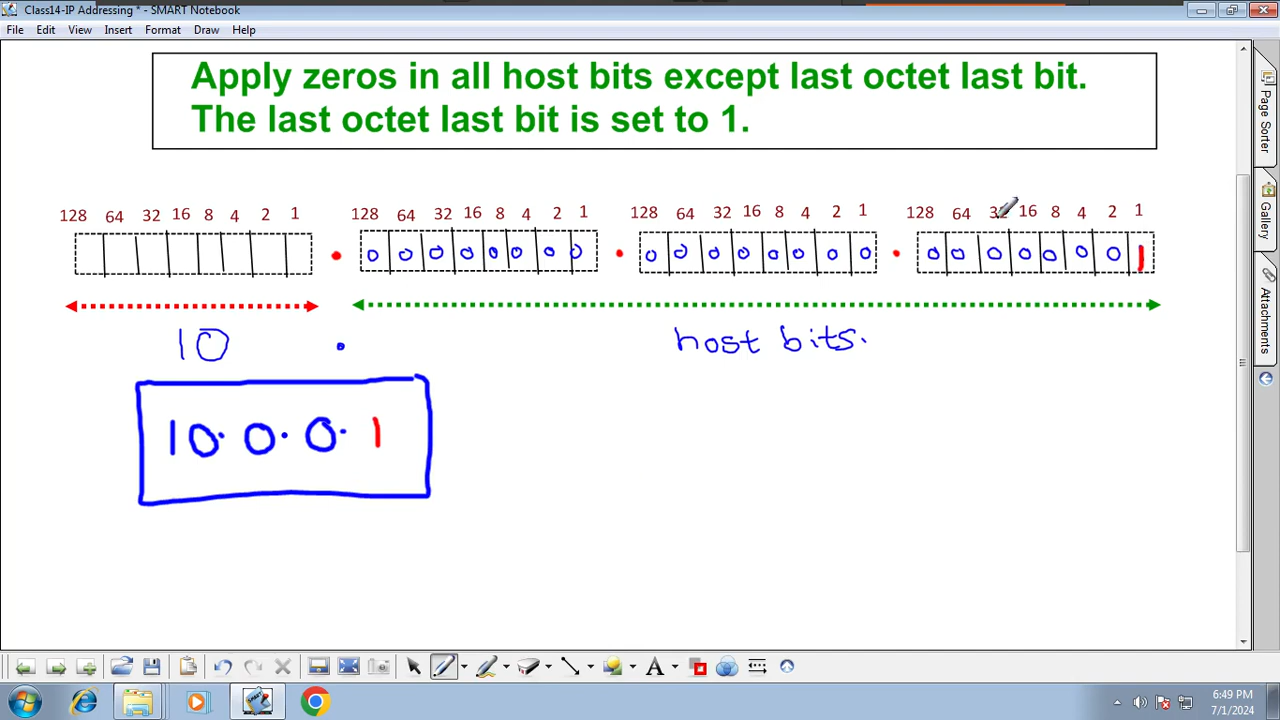 Class14-IP Addressing * - SMART Notebook
File Edit View Insert Format Draw Help
Apply zeros in all host bits except last octet last bit.
The last octet last bit is set to 1.
128 64 32 16 8 4 2 1 128 64 32 16 8 4 2 1 128 64 32 16 8 4 2 1 128 64 32 16 8 4 2 1
. 0 0 0 0 0 0 0 0 . 0 0 0 0 0 0 0 0 . 0 0 0 0 0 0 0 1
10 . host bits.
10.0.0.1
Page Sorter
Gallery
Attachments
A
6:49 PM
7/1/2024